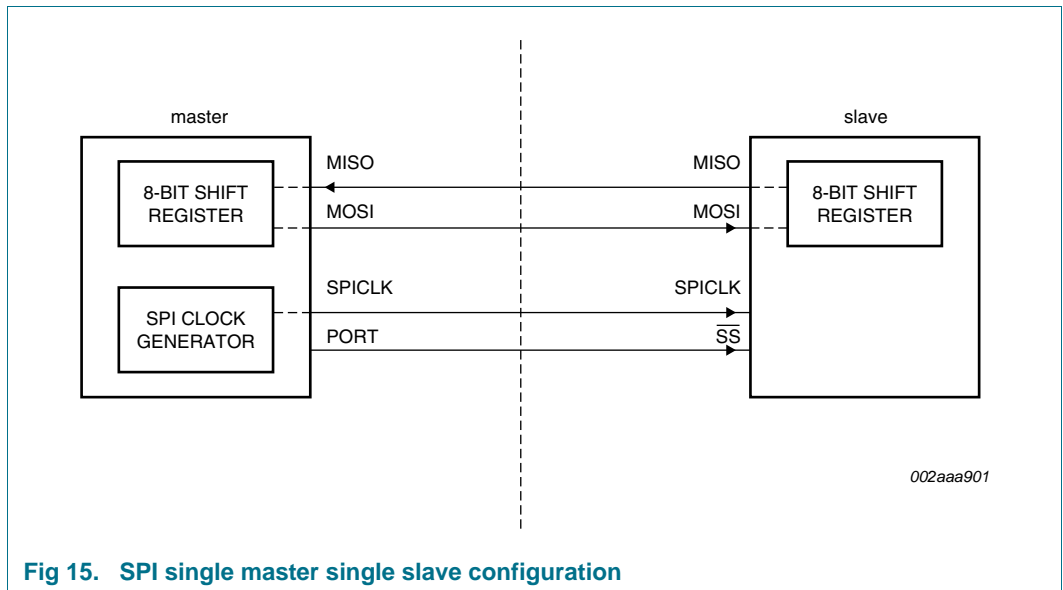 master
slave
8-BIT SHIFT
REGISTER
MISO
MOSI
MISO
MOSI
8-BIT SHIFT
REGISTER
SPI CLOCK
GENERATOR
SPICLK
PORT
SPICLK
S̅S̅
002aaa901
Fig 15. SPI single master single slave configuration